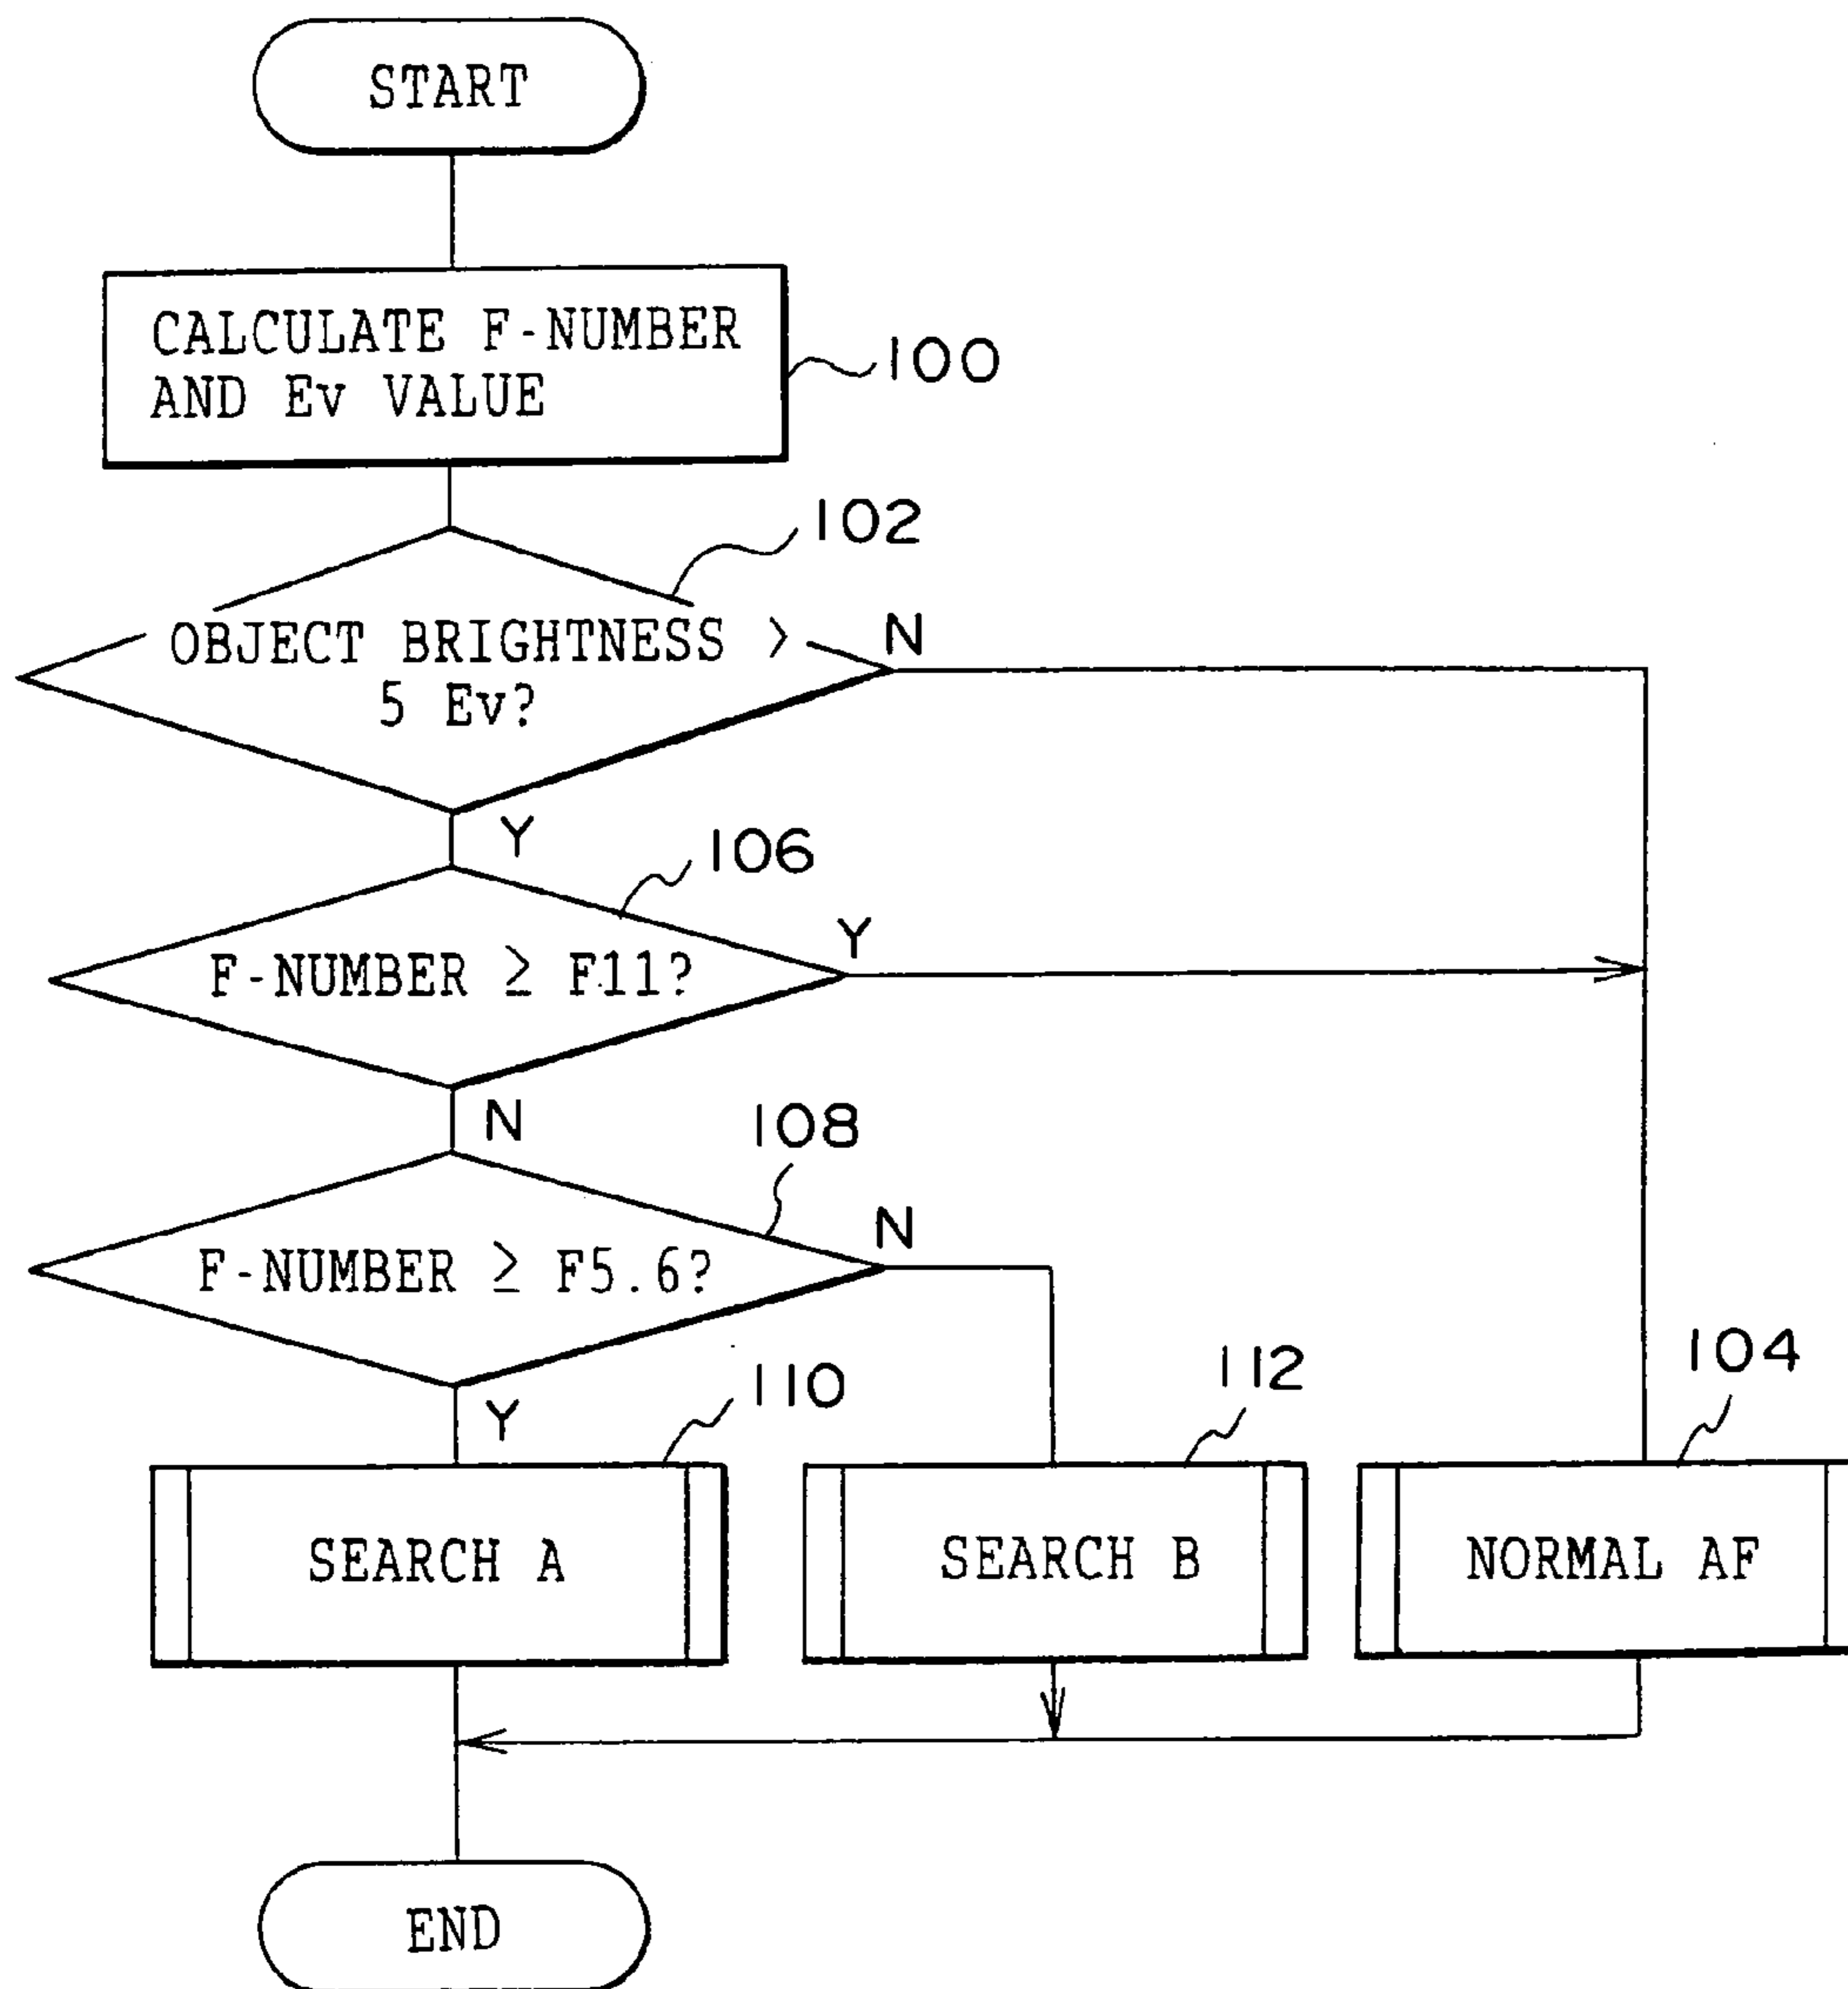 START
CALCULATE F-NUMBER
AND Ev VALUE
100
102
OBJECT BRIGHTNESS >
5 Ev?
N
Y
106
F-NUMBER ≥ F11?
Y
N
108
F-NUMBER ≥ F5.6?
N
Y
110
SEARCH A
112
SEARCH B
104
NORMAL AF
END